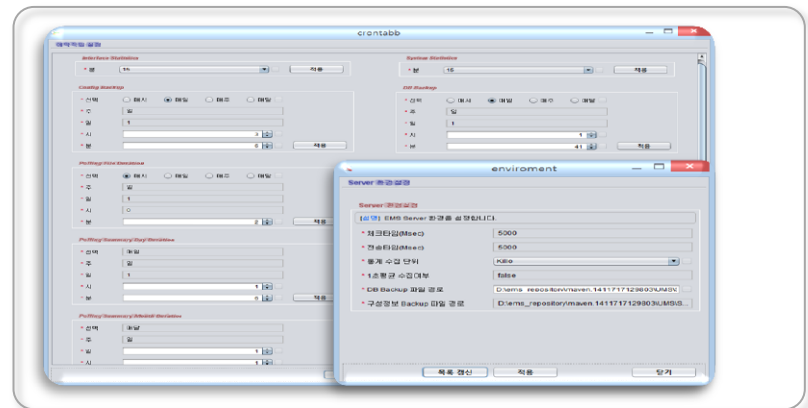 crontabb
예약작업 설정
Interface Statistics
System Statistics
* 분 15 적용
* 분 15 적용
Config Backup
DB Backup
* 선택 매시 매일 매주 매달
* 선택 매시 매일 매주 매달
* 주 일
* 주 일
* 일 1
* 일 1
* 시 3
* 시 1
* 분 6 적용
* 분 41 적용
* 선택 매시 매일 매주 매달
* 주 일
* 일 1
* 시 0
* 분 2 적용
* 선택 매일
* 주 일
* 일 1
* 시 1
* 분 6 적용
* 선택 매달
* 주 일
* 일 1
* 시 1
enviroment
Server 환경설정
Server 환경설정
[설명] EMS Server 환경을 설정합니다.
* 체크타임(Msec) 5000
* 전송타임(Msec) 5000
* 통계 수집 단위 Kilo
* 1초평균 수집여부 false
* DB Backup 파일 경로 D:\ems_repository\maven.1411717129803\UMS\
* 구성정보 Backup 파일 경로 D:\ems_repository\maven.1411717129803\UMS\S...
목록 갱신 적용 닫기